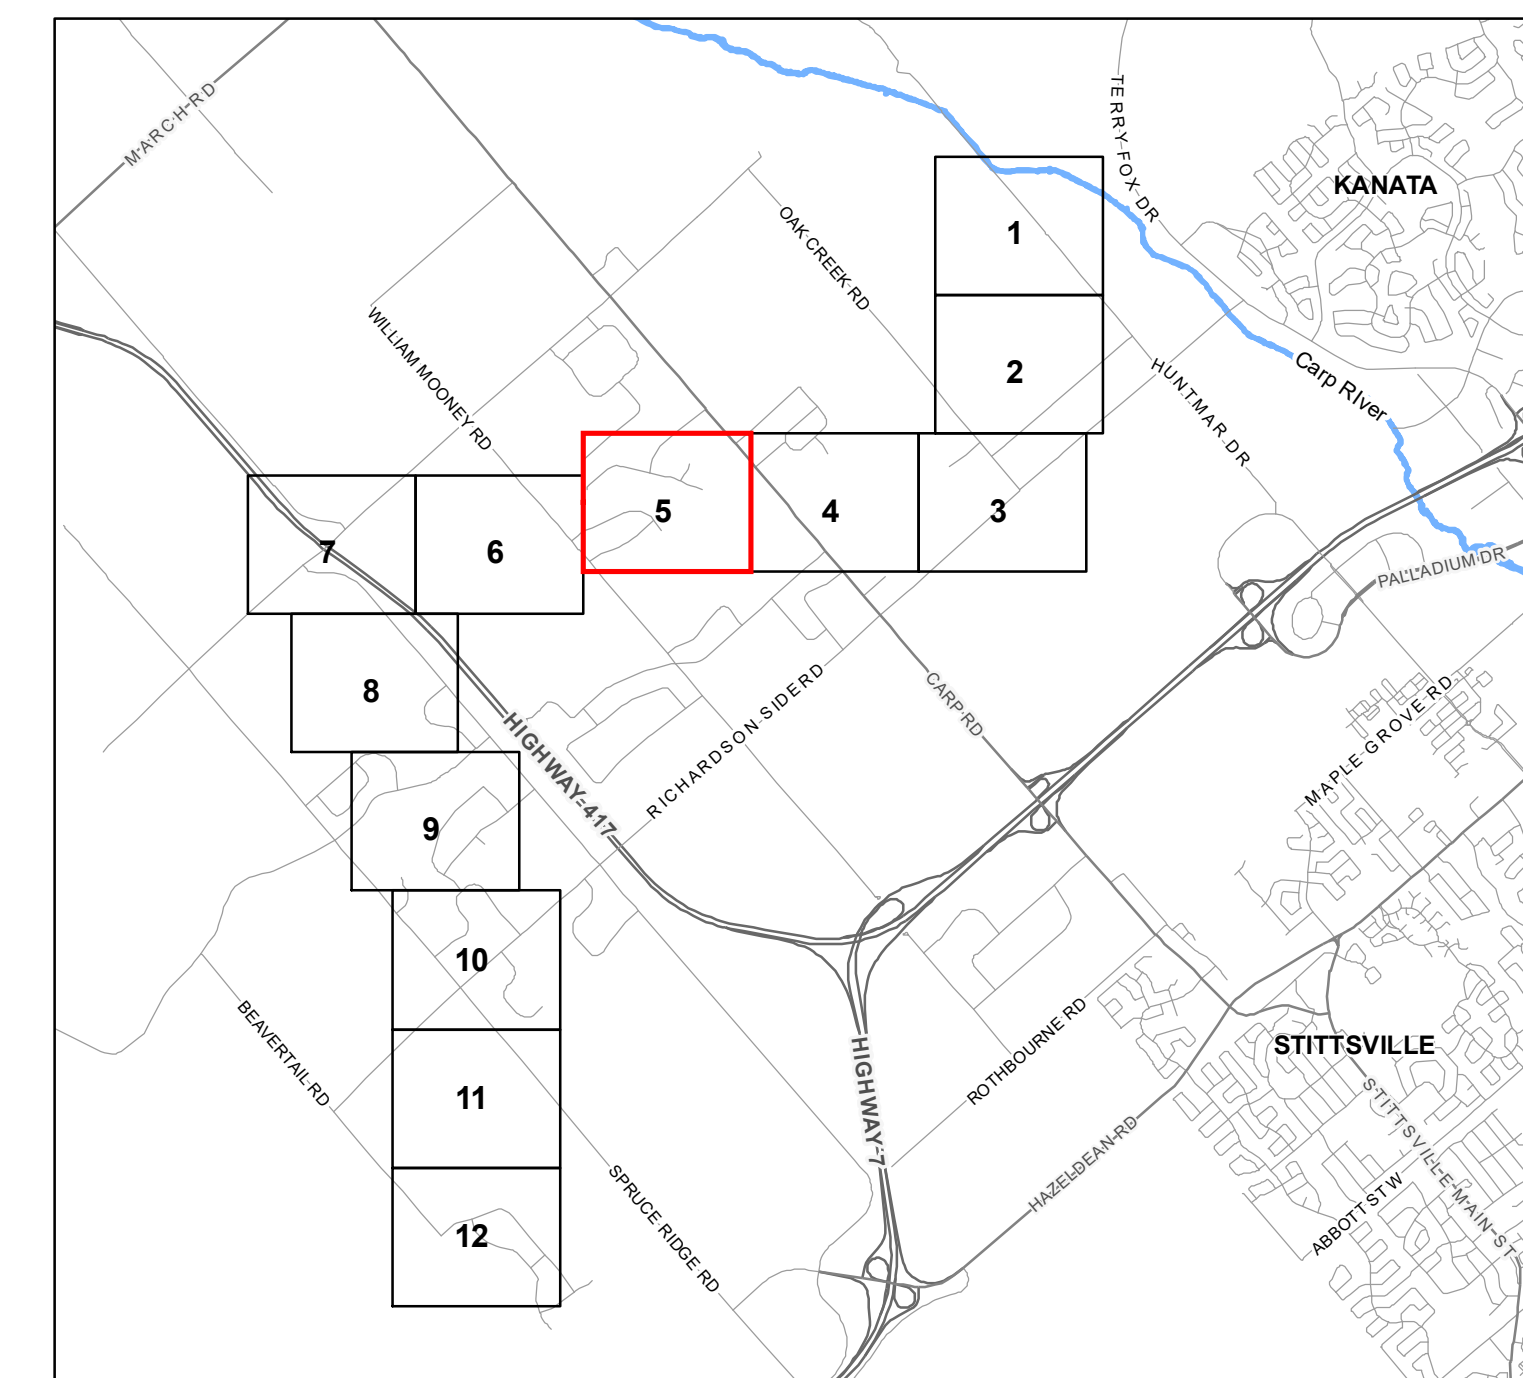 MARCH RD
TERRY FOX DR
KANATA
OAK CREEK RD
1
WILLIAM MOONEY RD
2
HUNTMAR DR
Carp RIver
5
4
3
7
6
PALLADIUM DR
8
RICHARDSON SIDERD
CARP RD
MAPLE GROVE RD
HIGHWAY 417
9
10
BEAVERTAIL RD
ROTHBOURNE RD
STITTSVILLE
HIGHWAY 7
11
STITTSVILLE MAIN ST
HAZELDEAN RD
12
SPRUCE RIDGE RD
ABBOTT ST W